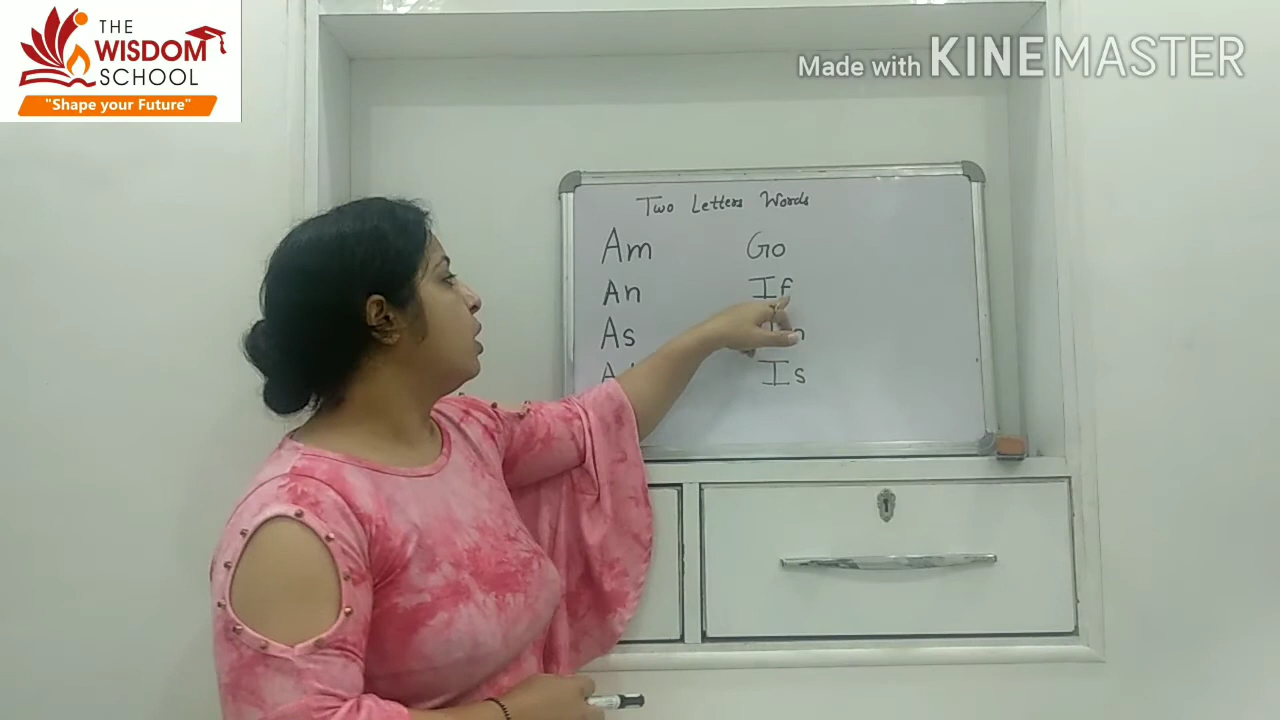 THE
WISDOM
SCHOOL
"Shape your Future"
Made with KINEMASTER
Two Letters Words
Am Go
An If
As
Is